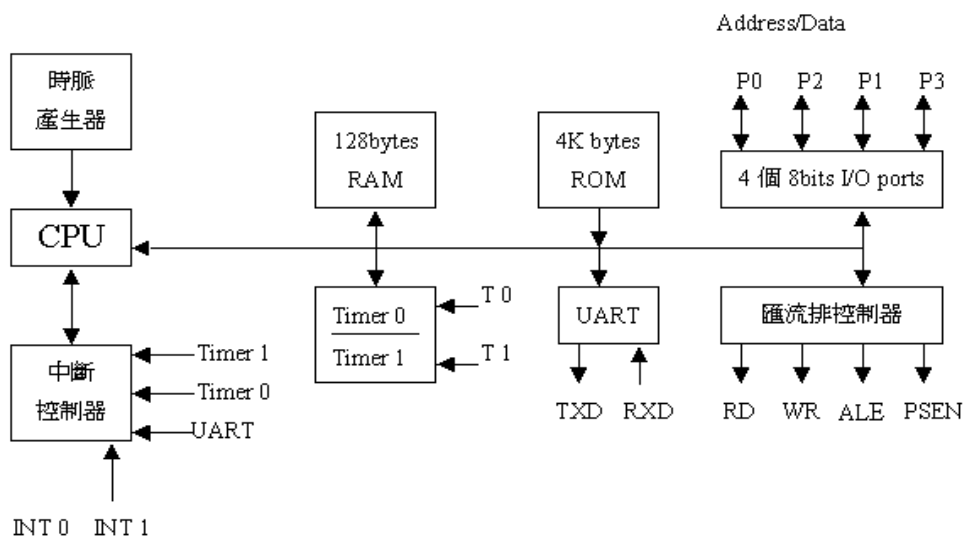 Address/Data
時脈
產生器
128bytes
RAM
4K bytes
ROM
P0 P2 P1 P3
4 個 8bits I/O ports
CPU
Timer 0
Timer 1
T 0
T 1
UART
匯流排控制器
中斷
控制器
Timer 1
Timer 0
UART
TXD RXD
RD WR ALE PSEN
INT 0 INT 1